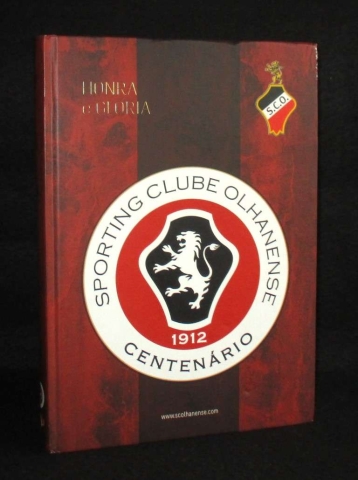 HONRA
e GLORIA
S.C.O.
SPORTING CLUBE OLHANENSE
1912
CENTENÁRIO
www.scolhanense.com